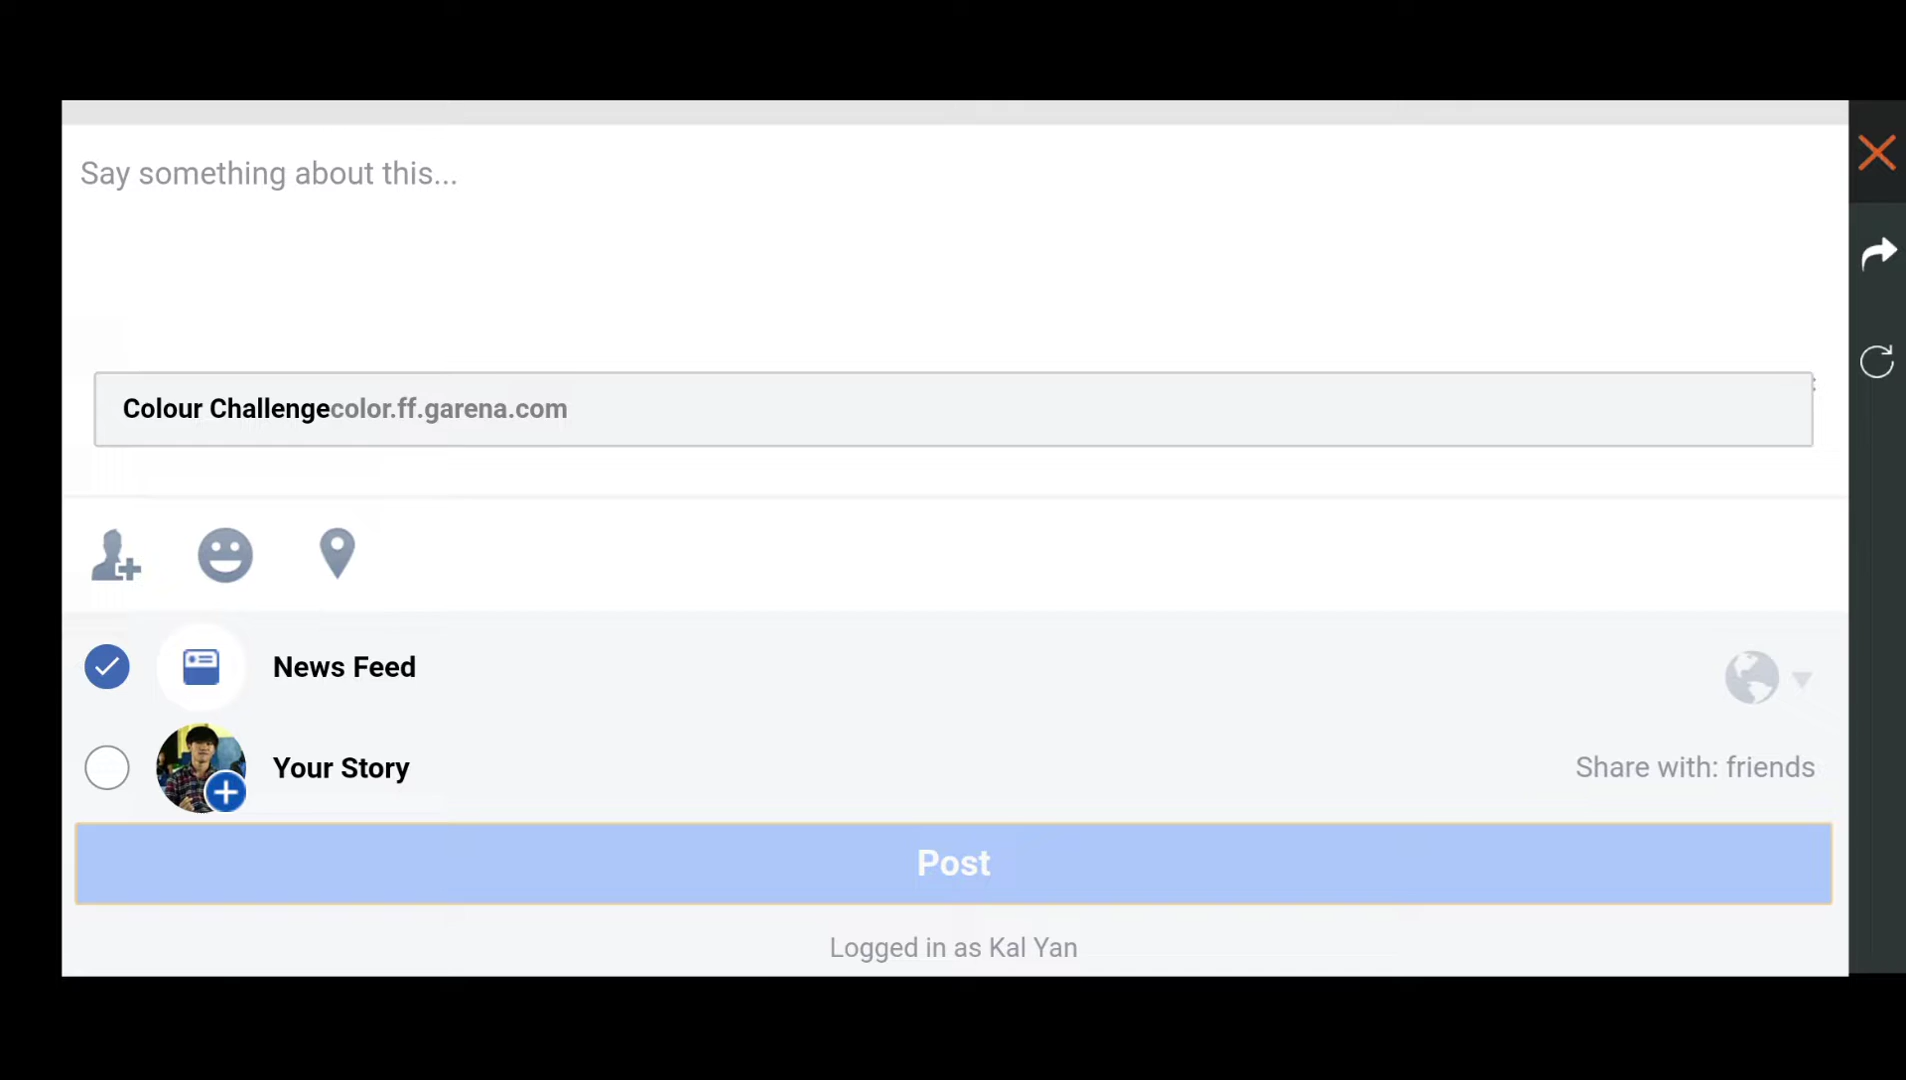 Say something about this...
Colour Challengecolor.ff.garena.com
News Feed
Your Story
Share with: friends
Post
Logged in as Kal Yan